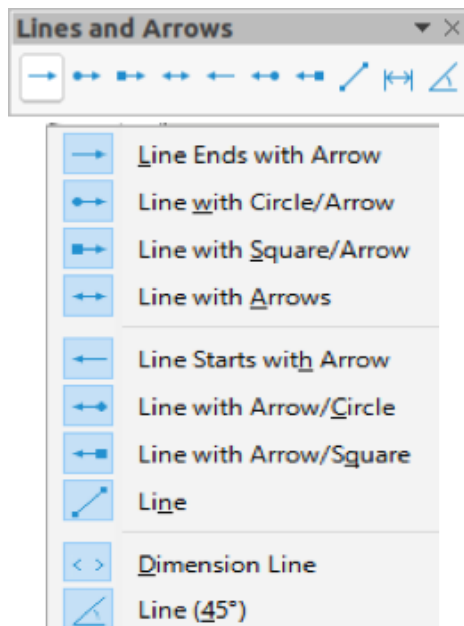 Lines and Arrows
Line Ends with Arrow
Line with Circle/Arrow
Line with Square/Arrow
Line with Arrows
Line Starts with Arrow
Line with Arrow/Circle
Line with Arrow/Square
Line
Dimension Line
Line (45°)